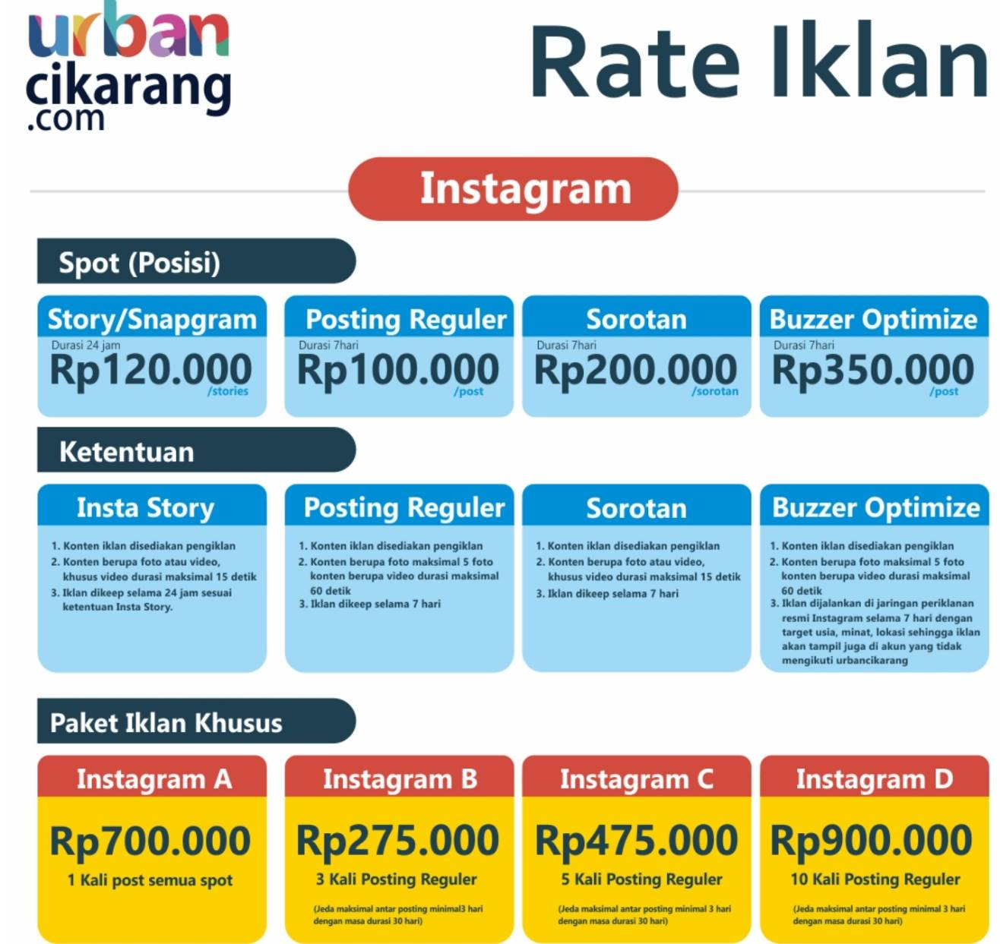 urban
cikarang
.com
Rate Iklan
Instagram
Spot (Posisi)
Story/Snapgram
Durasi 24 jam
Rp120.000
/stories
Posting Reguler
Durasi 7hari
Rp100.000
/post
Sorotan
Durasi 7hari
Rp200.000
/sorotan
Buzzer Optimize
Durasi 7hari
Rp350.000
/post
Ketentuan
Insta Story
1. Konten iklan disediakan pengiklan
2. Konten berupa foto atau video,
khusus video durasi maksimal 15 detik
3. Iklan dikeep selama 24 jam sesuai
ketentuan Insta Story.
Posting Reguler
1. Konten iklan disediakan pengiklan
2. Konten berupa foto maksimal 5 foto
konten berupa video durasi maksimal
60 detik
3. Iklan dikeep selama 7 hari
Sorotan
1. Konten iklan disediakan pengiklan
2. Konten berupa foto atau video,
khusus video durasi maksimal 15 detik
3. Iklan dikeep selama 7 hari
Buzzer Optimize
1. Konten iklan disediakan pengiklan
2. Konten berupa foto maksimal 5 foto
konten berupa video durasi maksimal
60 detik
3. Iklan dijalankan di jaringan periklanan
resmi Instagram selama 7 hari dengan
target usia, minat, lokasi sehingga iklan
akan tampil juga di akun yang tidak
mengikuti urbancikarang
Paket Iklan Khusus
Instagram A
Rp700.000
1 Kali post semua spot
Instagram B
Rp275.000
3 Kali Posting Reguler
(Jeda maksimal antar posting minimal3 hari
dengan masa durasi 30 hari)
Instagram C
Rp475.000
5 Kali Posting Reguler
(Jeda maksimal antar posting minimal 3 hari
dengan masa durasi 30 hari)
Instagram D
Rp900.000
10 Kali Posting Reguler
(Jeda maksimal antar posting minimal 3 hari
dengan masa durasi 30 hari)